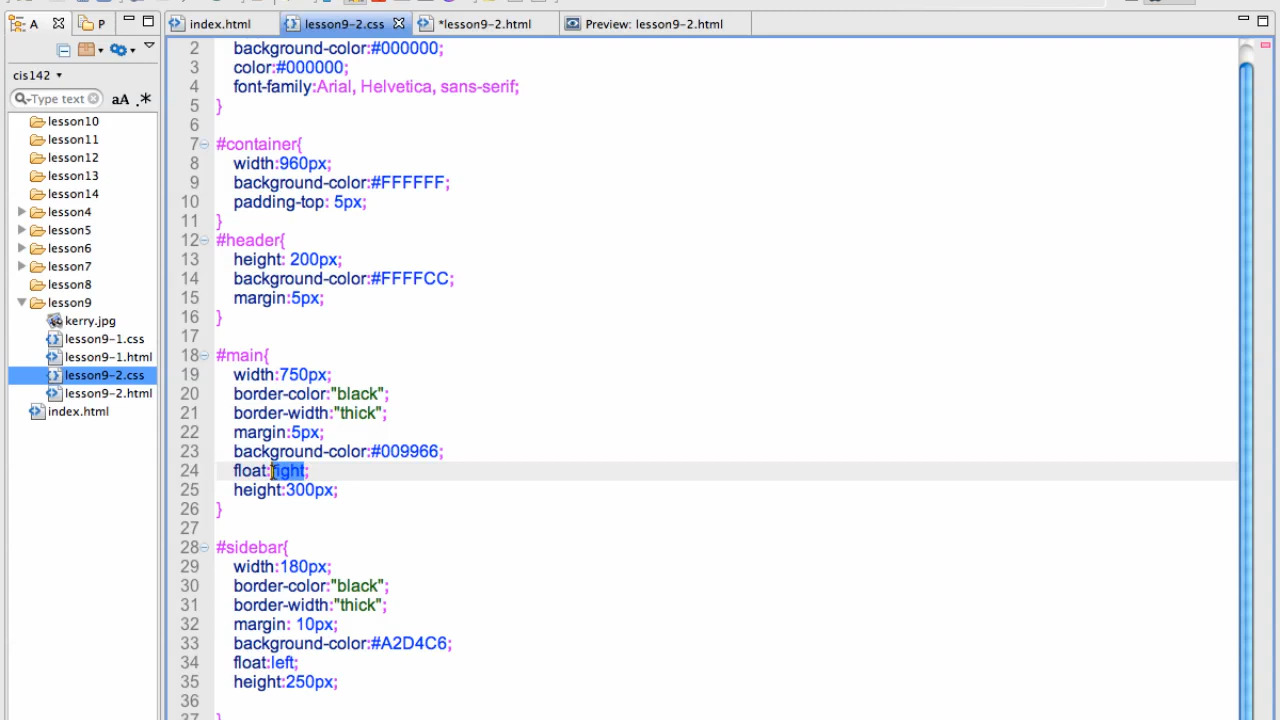 A
P
index.html
lesson9-2.css
*lesson9-2.html
Preview: lesson9-2.html
cis142
Type text
aA .*
lesson10
lesson11
lesson12
lesson13
lesson14
lesson4
lesson5
lesson6
lesson7
lesson8
lesson9
kerry.jpg
lesson9-1.css
lesson9-1.html
lesson9-2.css
lesson9-2.html
index.html
2 background-color:#000000;
3 color:#000000;
4 font-family:Arial, Helvetica, sans-serif;
5 }
6
7 #container{
8 width:960px;
9 background-color:#FFFFFF;
10 padding-top: 5px;
11 }
12 #header{
13 height: 200px;
14 background-color:#FFFFCC;
15 margin:5px;
16 }
17
18 #main{
19 width:750px;
20 border-color:"black";
21 border-width:"thick";
22 margin:5px;
23 background-color:#009966;
24 float:right;
25 height:300px;
26 }
27
28 #sidebar{
29 width:180px;
30 border-color:"black";
31 border-width:"thick";
32 margin: 10px;
33 background-color:#A2D4C6;
34 float:left;
35 height:250px;
36
37 }